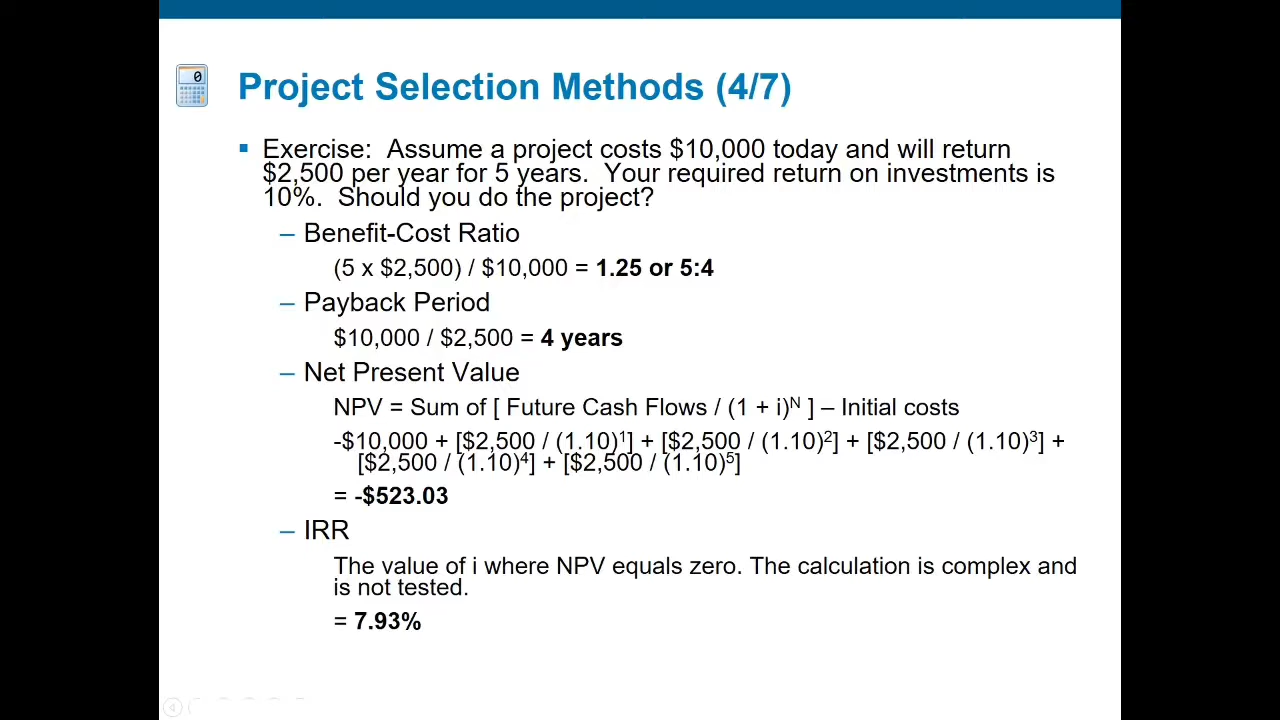 0
Project Selection Methods (4/7)
▪ Exercise:  Assume a project costs $10,000 today and will return
$2,500 per year for 5 years.  Your required return on investments is
10%.  Should you do the project?
– Benefit-Cost Ratio
(5 x $2,500) / $10,000 = 1.25 or 5:4
– Payback Period
$10,000 / $2,500 = 4 years
– Net Present Value
NPV = Sum of [ Future Cash Flows / (1 + i)ᴺ ] – Initial costs
-$10,000 + [$2,500 / (1.10)¹] + [$2,500 / (1.10)²] + [$2,500 / (1.10)³] +
[$2,500 / (1.10)⁴] + [$2,500 / (1.10)⁵]
= -$523.03
– IRR
The value of i where NPV equals zero. The calculation is complex and
is not tested.
= 7.93%